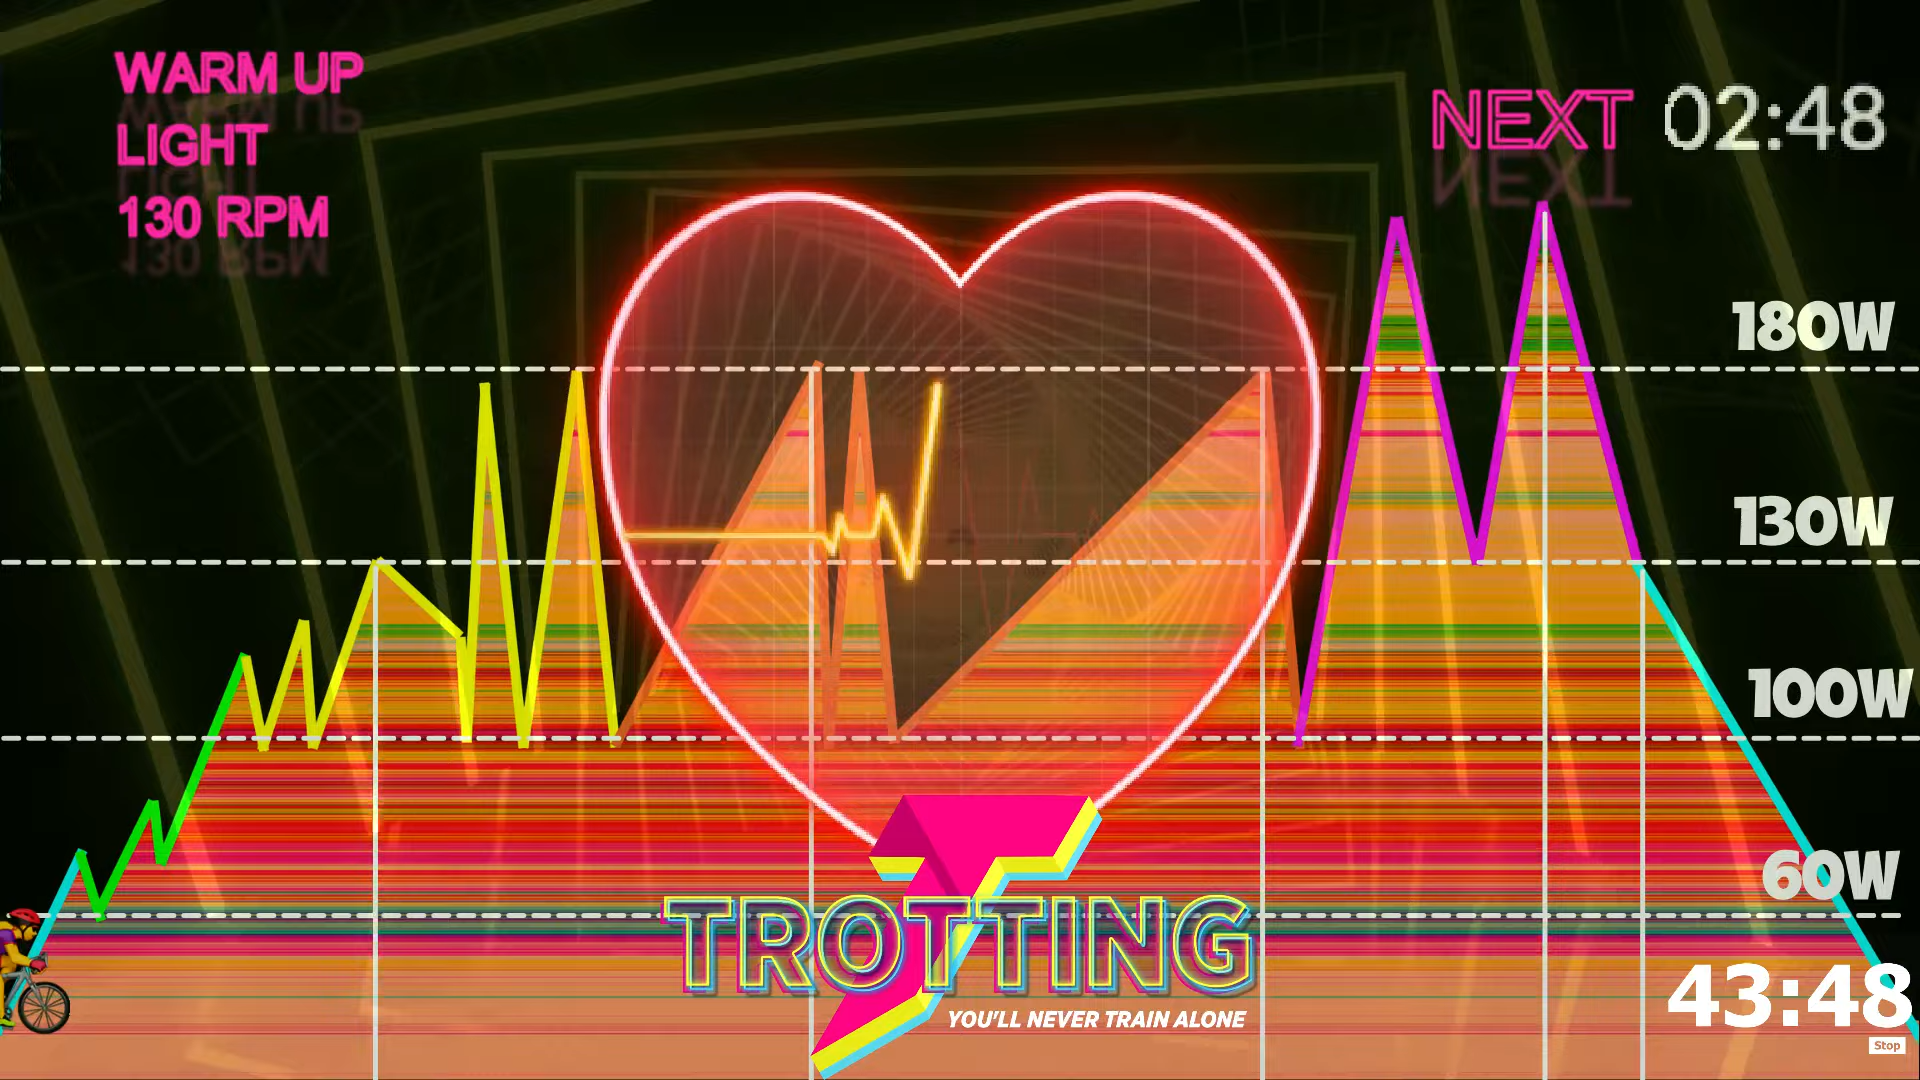 WARM UP
LIGHT
130 RPM
NEXT 02:48
180W
130W
100W
60W
TROTTING
YOU'LL NEVER TRAIN ALONE
43:48
Stop